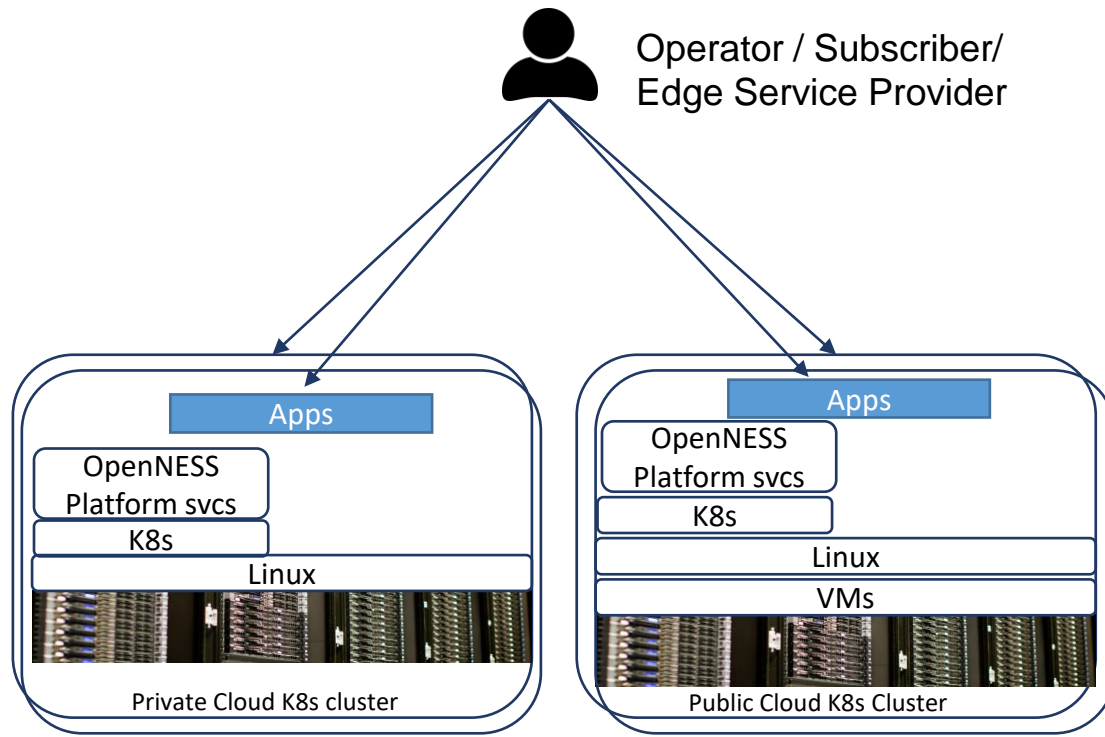 Operator / Subscriber/
Edge Service Provider
Apps
OpenNESS
Platform svcs
K8s
Linux
Private Cloud K8s cluster
Apps
OpenNESS
Platform svcs
K8s
Linux
VMs
Public Cloud K8s Cluster